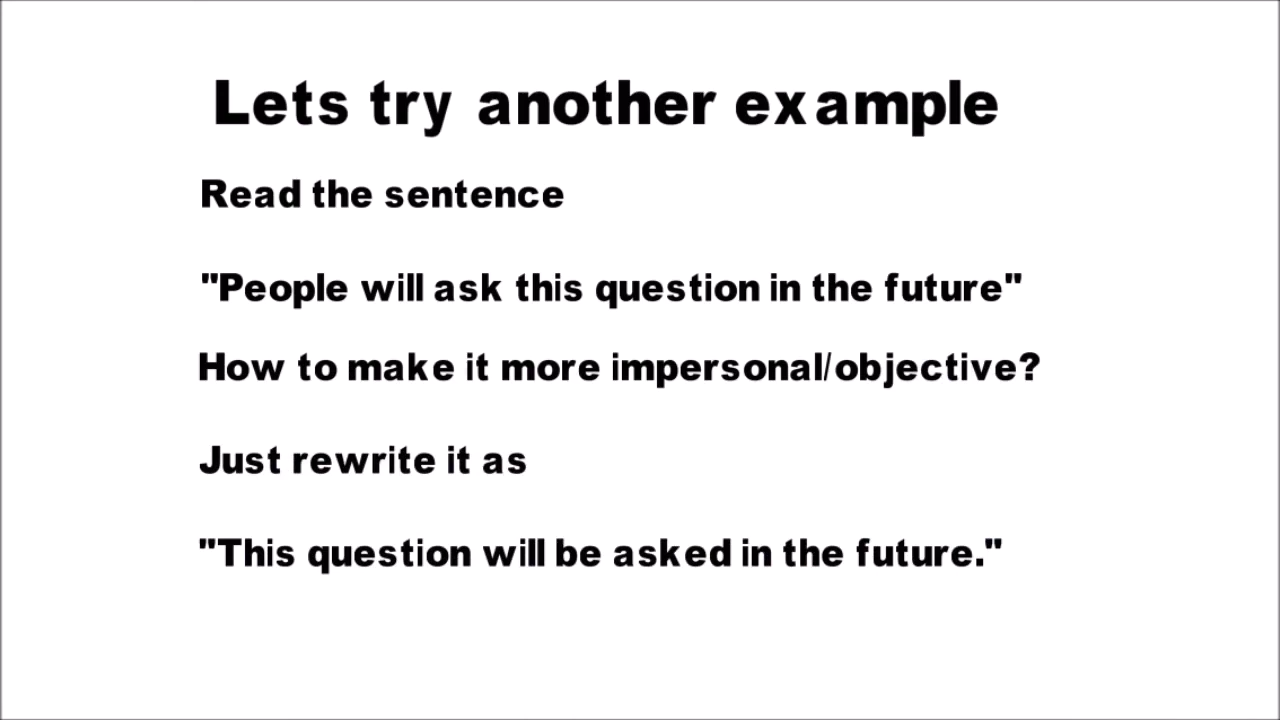 Lets try another example
Read the sentence
"People will ask this question in the future"
How to make it more impersonal/objective?
Just rewrite it as
"This question will be asked in the future."